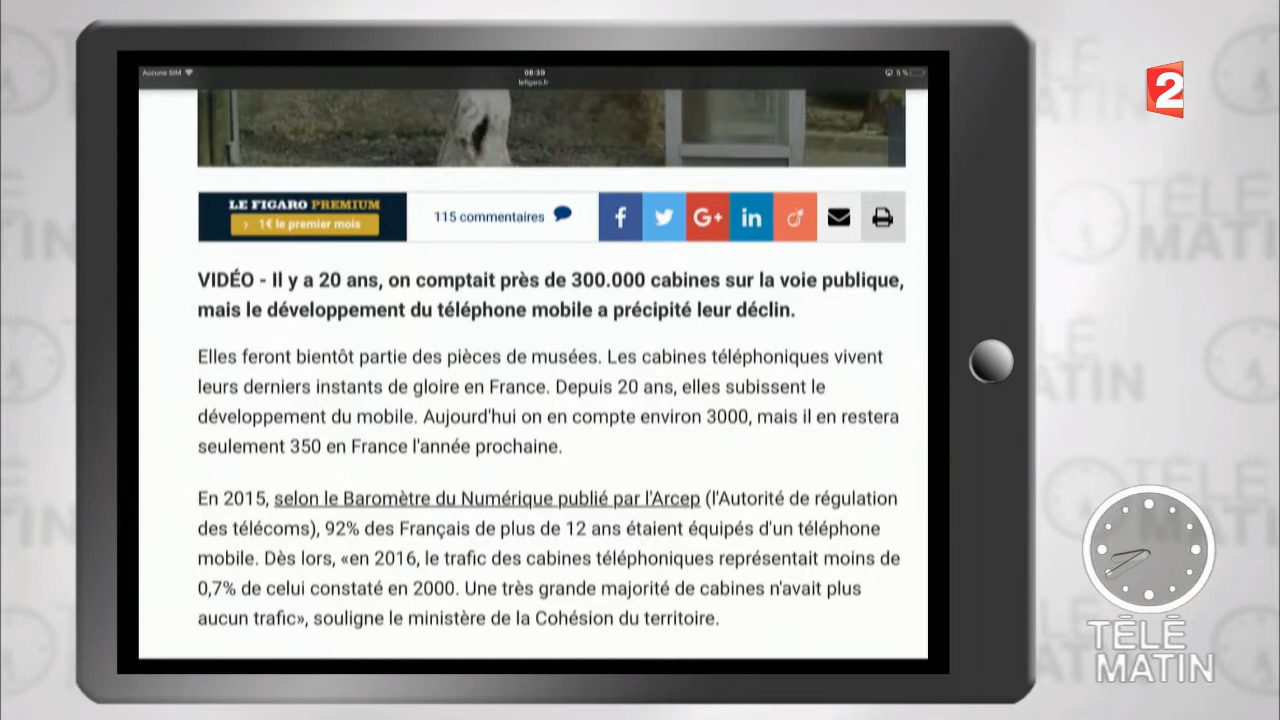 Aucune SIM
08:30
lefigaro.fr
5 %
2
LE FIGARO PREMIUM
› 1€ le premier mois
115 commentaires
f
G+
in
VIDÉO - Il y a 20 ans, on comptait près de 300.000 cabines sur la voie publique,
mais le développement du téléphone mobile a précipité leur déclin.
Elles feront bientôt partie des pièces de musées. Les cabines téléphoniques vivent
leurs derniers instants de gloire en France. Depuis 20 ans, elles subissent le
développement du mobile. Aujourd'hui on en compte environ 3000, mais il en restera
seulement 350 en France l'année prochaine.
En 2015, selon le Baromètre du Numérique publié par l'Arcep (l'Autorité de régulation
des télécoms), 92% des Français de plus de 12 ans étaient équipés d'un téléphone
mobile. Dès lors, «en 2016, le trafic des cabines téléphoniques représentait moins de
0,7% de celui constaté en 2000. Une très grande majorité de cabines n'avait plus
aucun trafic», souligne le ministère de la Cohésion du territoire.
TÉLÉ
MATIN